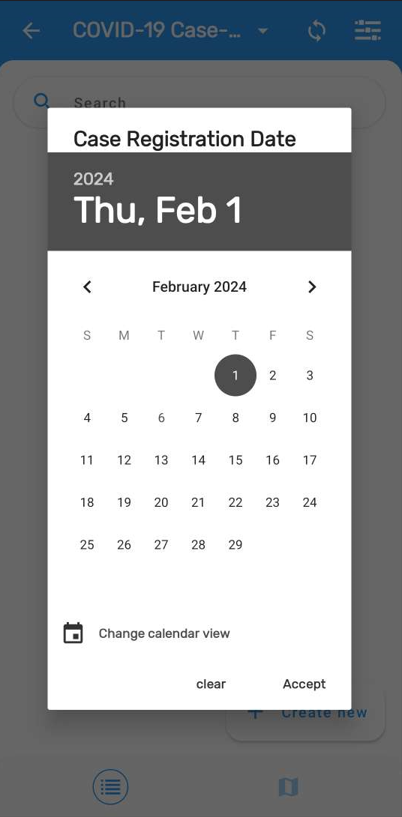 COVID-19 Case-...
Search
Case Registration Date
2024
Thu, Feb 1
February 2024
S M T W T F S
1 2 3
4 5 6 7 8 9 10
11 12 13 14 15 16 17
18 19 20 21 22 23 24
25 26 27 28 29
Change calendar view
clear Accept
+ Create new